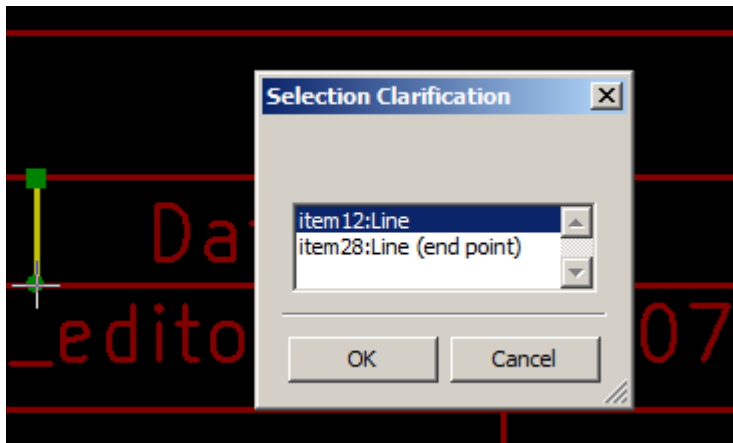 Selection Clarification
Da
item12:Line
item28:Line (end point)
_edito
07
OK
Cancel